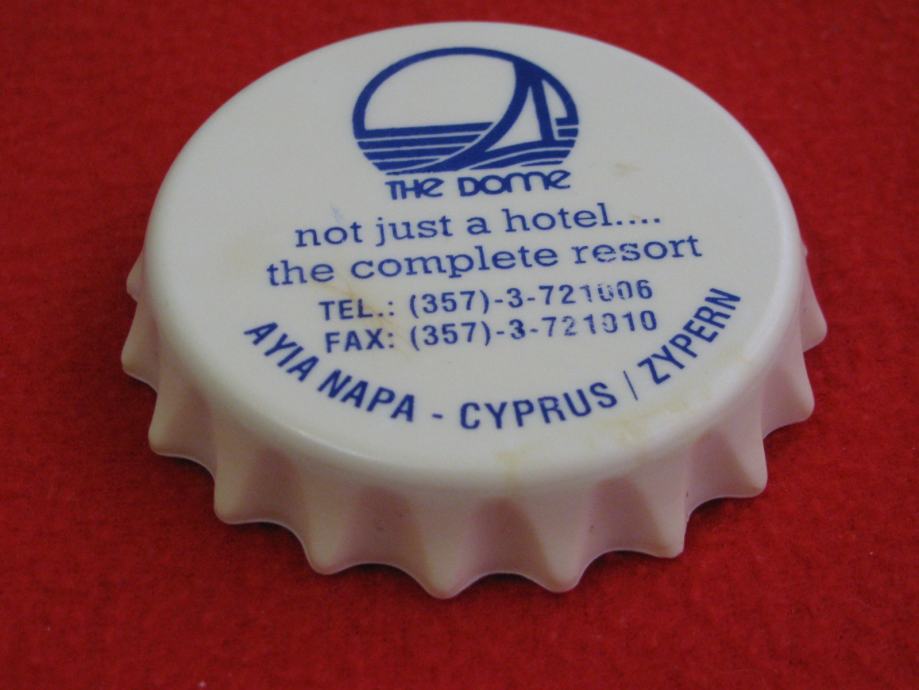 THE DOME
not just a hotel....
the complete resort
TEL.: (357)-3-721006
FAX: (357)-3-721010
AYIA NAPA - CYPRUS | ZYPERN